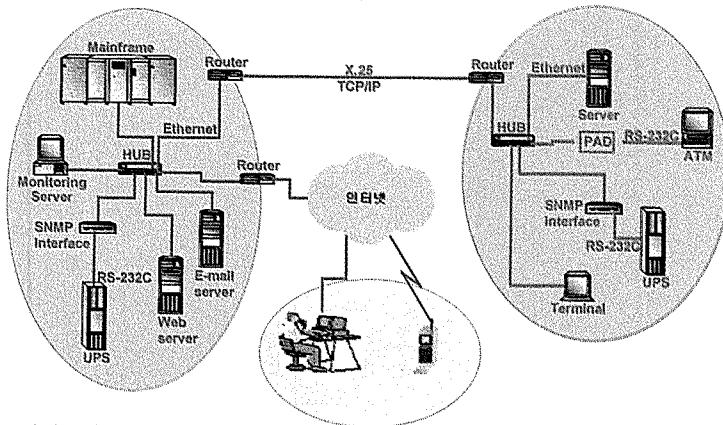 Mainframe
Router
X.25
TCP/IP
Router
Ethernet
Server
Ethernet
HUB
PAD
RS-232C
ATM
HUB
Router
Monitoring
Server
인터넷
SNMP
Interface
SNMP
Interface
RS-232C
RS-232C
E-mail
server
Web
server
UPS
UPS
Terminal